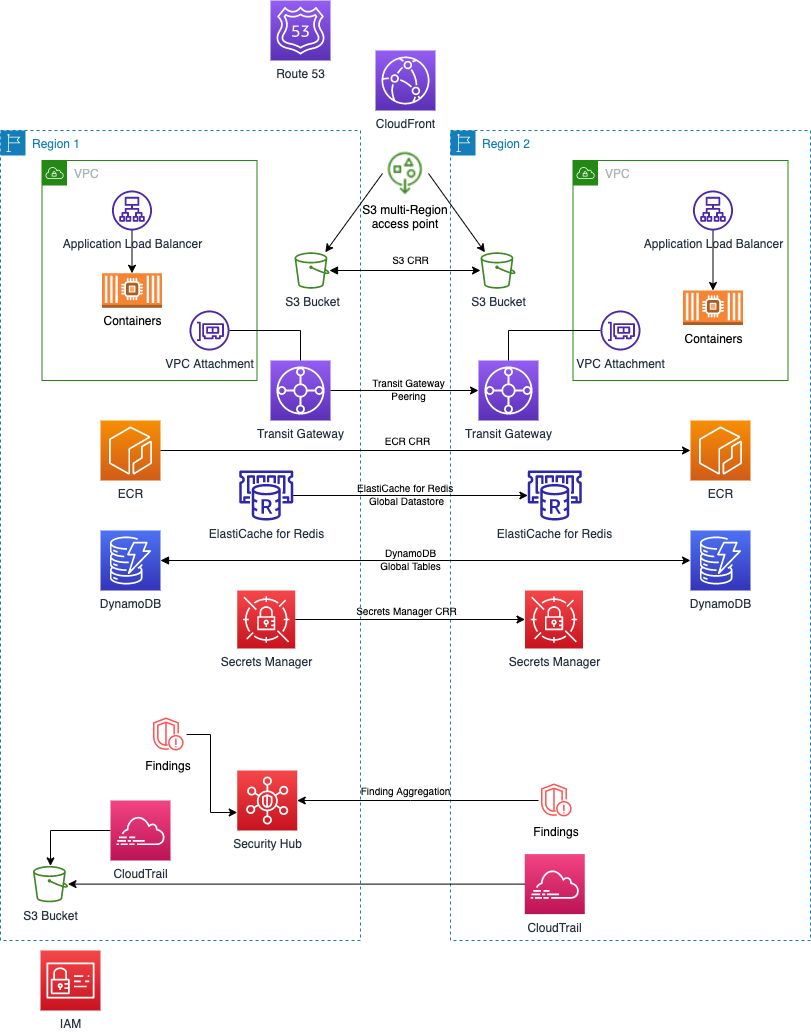 53
Route 53
CloudFront
Region 1
Region 2
VPC
VPC
S3 multi-Region
access point
Application Load Balancer
Application Load Balancer
S3 CRR
S3 Bucket
S3 Bucket
Containers
Containers
VPC Attachment
VPC Attachment
Transit Gateway
Peering
Transit Gateway
Transit Gateway
ECR CRR
ECR
ECR
ElastiCache for Redis
Global Datastore
R
R
ElastiCache for Redis
ElastiCache for Redis
DynamoDB
Global Tables
DynamoDB
DynamoDB
Secrets Manager CRR
Secrets Manager
Secrets Manager
Findings
Finding Aggregation
Findings
Security Hub
CloudTrail
S3 Bucket
CloudTrail
IAM